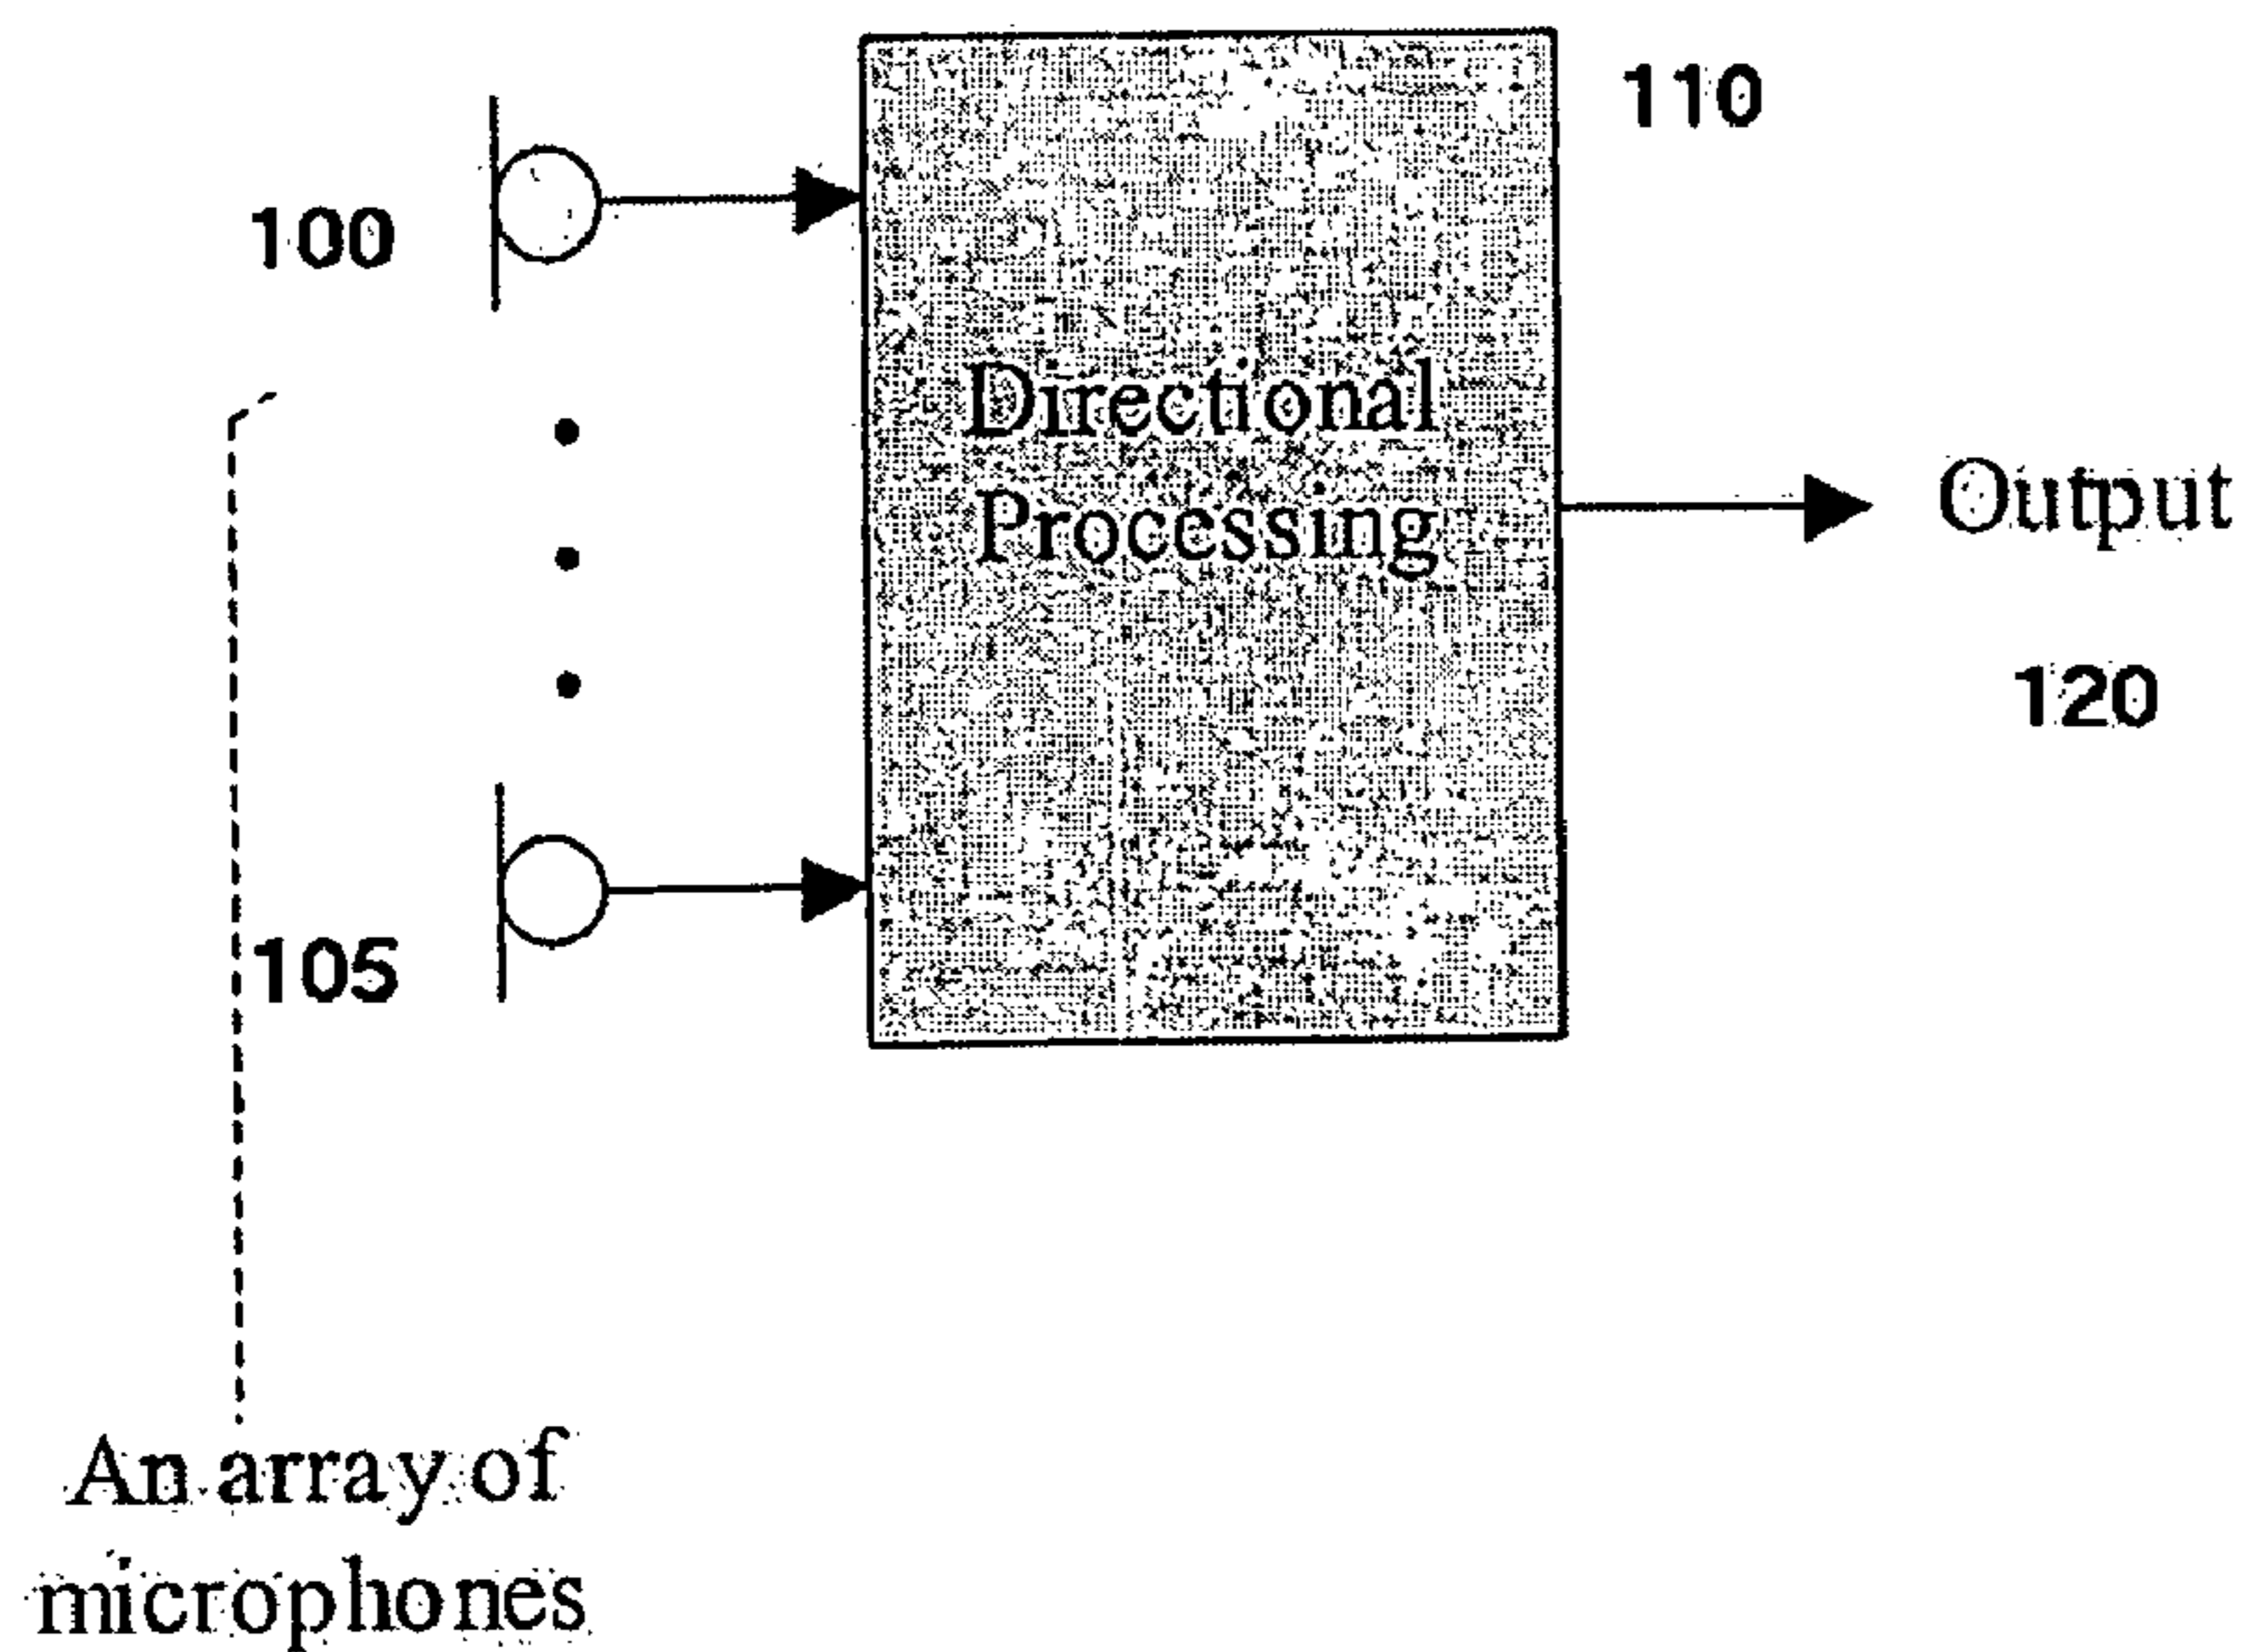 110
100
Directional
Processing
Output
120
105
An array of
microphones